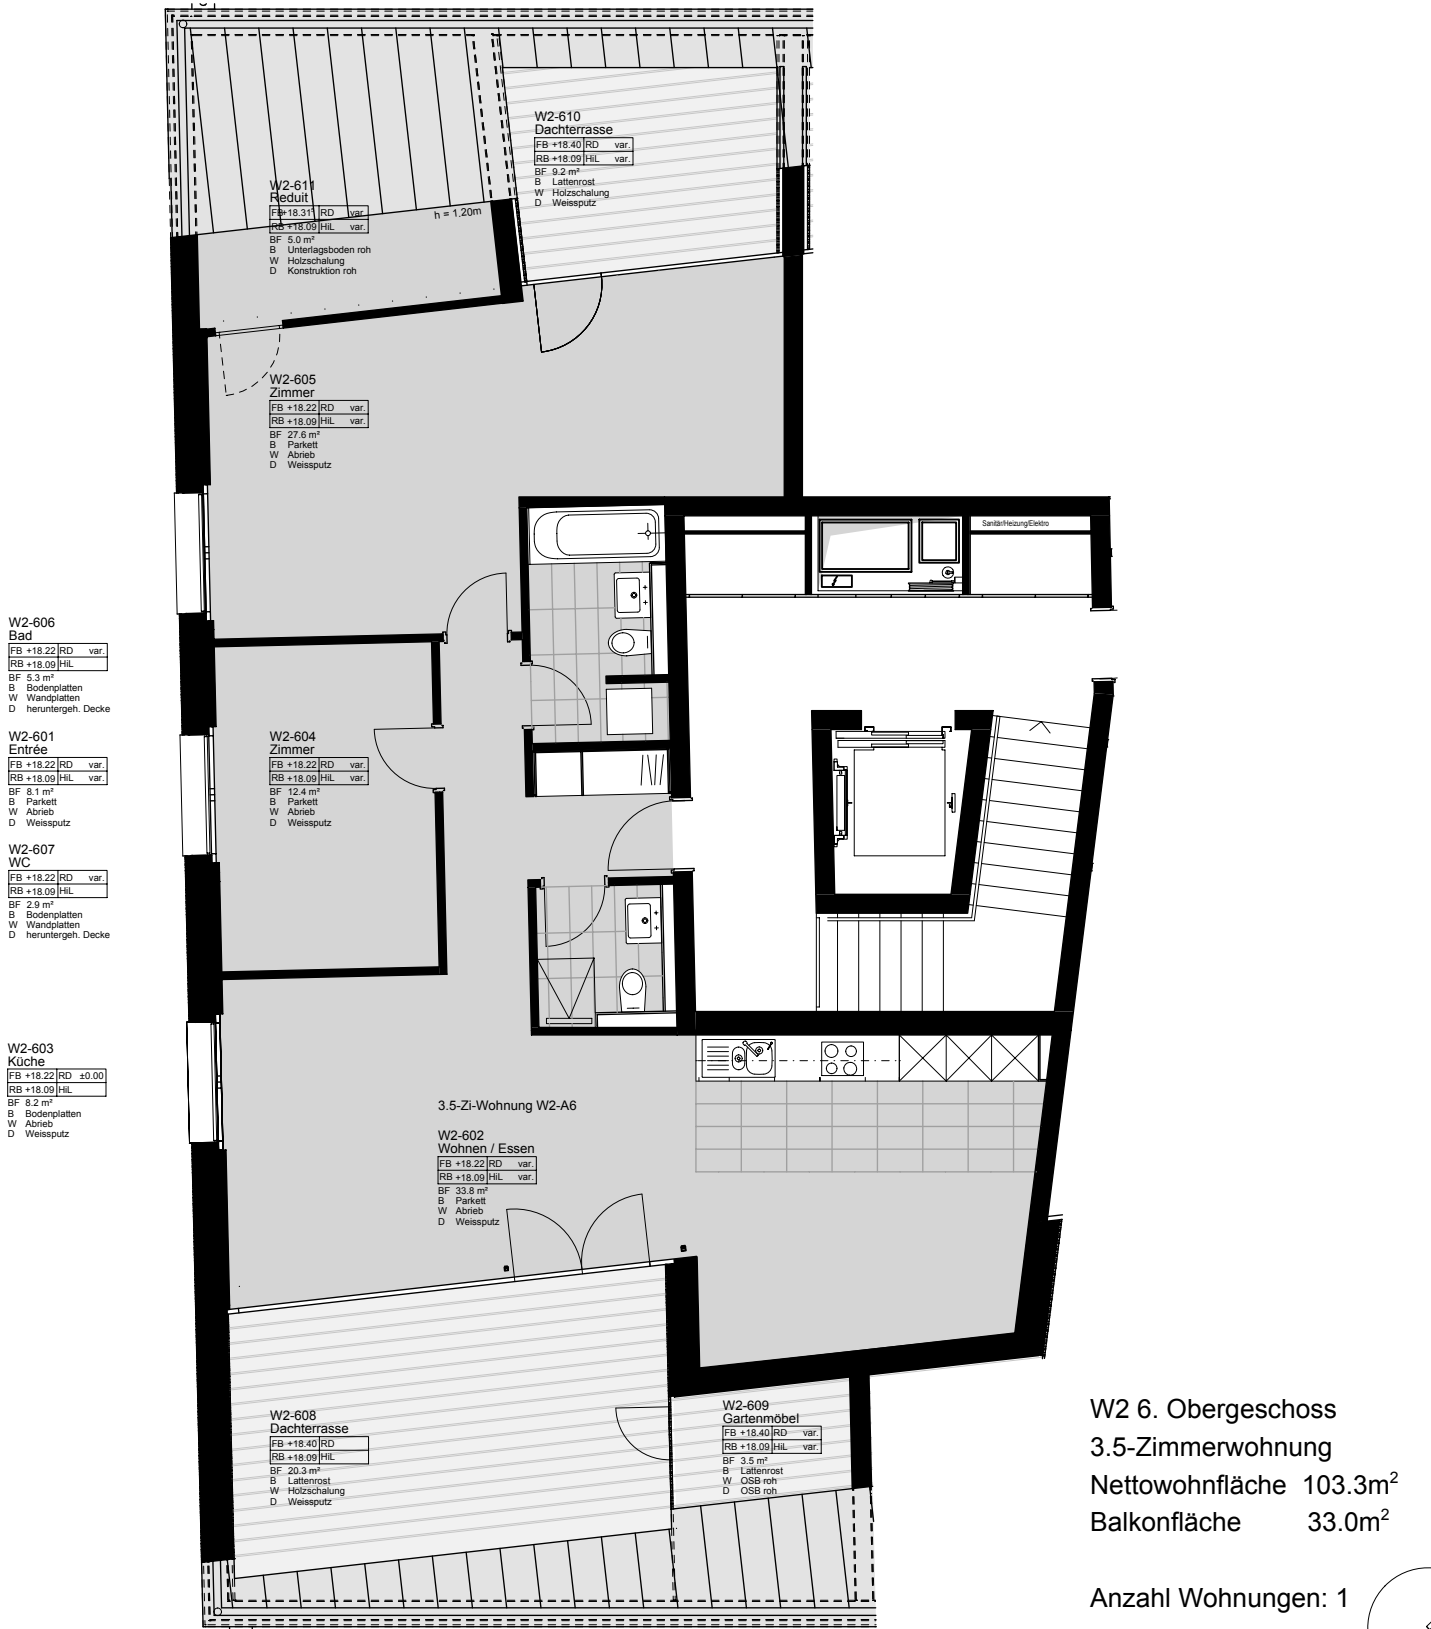 W2-610
Dachterrasse
FB +18.40 RD var.
RB +18.09 HiL var.
BF 9.2 m²
B Lattenrost
W Holzschalung
D Weissputz
W2-611
Reduit
FB +18.31⁵ RD var.
RB +18.09 HiL var.
BF 5.0 m²
B Unterlagsboden roh
W Holzschalung
D Konstruktion roh
h = 1.20m
W2-605
Zimmer
FB +18.22 RD var.
RB +18.09 HiL var.
BF 27.6 m²
B Parkett
W Abrieb
D Weissputz
Sanitär/Heizung/Elektro
W2-606
Bad
FB +18.22 RD var.
RB +18.09 HiL
BF 5.3 m²
B Bodenplatten
W Wandplatten
D heruntergeh. Decke
W2-601
Entrée
FB +18.22 RD var.
RB +18.09 HiL var.
BF 8.1 m²
B Parkett
W Abrieb
D Weissputz
W2-604
Zimmer
FB +18.22 RD var.
RB +18.09 HiL var.
BF 12.4 m²
B Parkett
W Abrieb
D Weissputz
W2-607
WC
FB +18.22 RD var.
RB +18.09 HiL
BF 2.9 m²
B Bodenplatten
W Wandplatten
D heruntergeh. Decke
W2-603
Küche
FB +18.22 RD ±0.00
RB +18.09 HiL
BF 8.2 m²
B Bodenplatten
W Abrieb
D Weissputz
3.5-Zi-Wohnung W2-A6
W2-602
Wohnen / Essen
FB +18.22 RD var.
RB +18.09 HiL var.
BF 33.8 m²
B Parkett
W Abrieb
D Weissputz
W2-608
Dachterrasse
FB +18.40 RD
RB +18.09 HiL
BF 20.3 m²
B Lattenrost
W Holzschalung
D Weissputz
W2-609
Gartenmöbel
FB +18.40 RD var.
RB +18.09 HiL var.
BF 3.5 m²
B Lattenrost
W OSB roh
D OSB roh
W2 6. Obergeschoss
3.5-Zimmerwohnung
Nettowohnfläche 103.3m²
Balkonfläche 33.0m²
Anzahl Wohnungen: 1